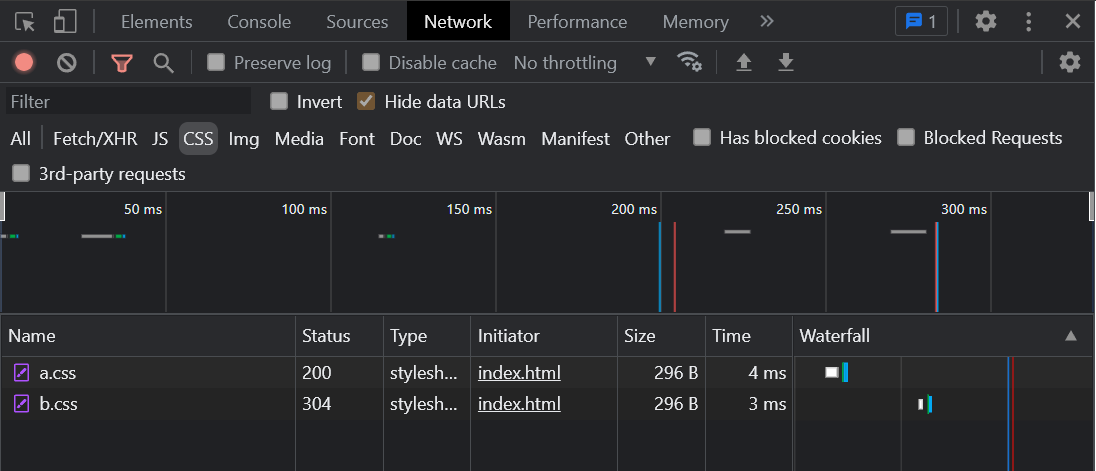 Elements Console Sources Network Performance Memory » 1
Preserve log Disable cache No throttling
Filter Invert Hide data URLs
All Fetch/XHR JS CSS Img Media Font Doc WS Wasm Manifest Other Has blocked cookies Blocked Requests
3rd-party requests
50 ms 100 ms 150 ms 200 ms 250 ms 300 ms
Name Status Type Initiator Size Time Waterfall
a.css 200 stylesh... index.html 296 B 4 ms
b.css 304 stylesh... index.html 296 B 3 ms